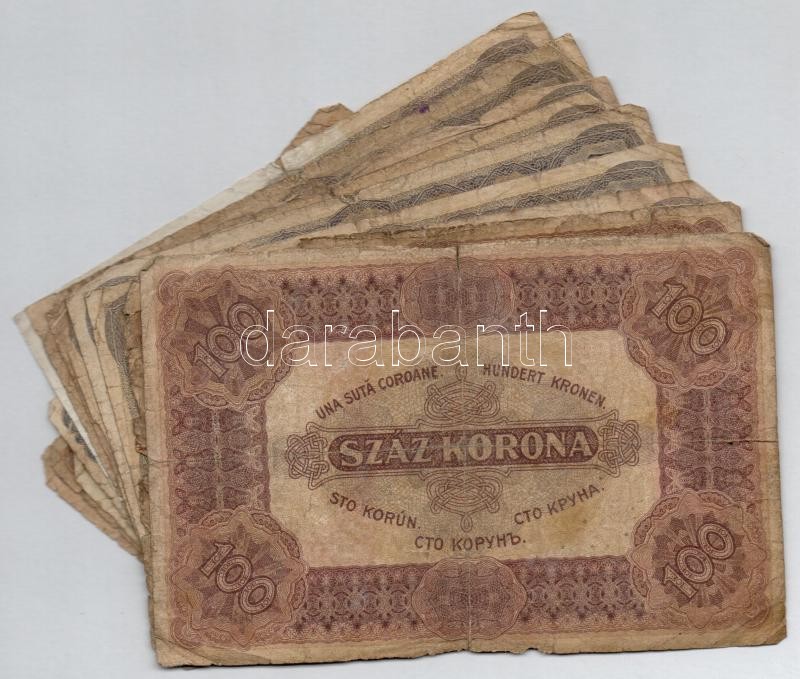 100 100
darabanth
UNA SUTĂ COROANE. HUNDERT KRONEN.
SZÁZ KORONA
STO KORÚN. СТО КРУНА.
СТО КОРУНЪ.
100 100